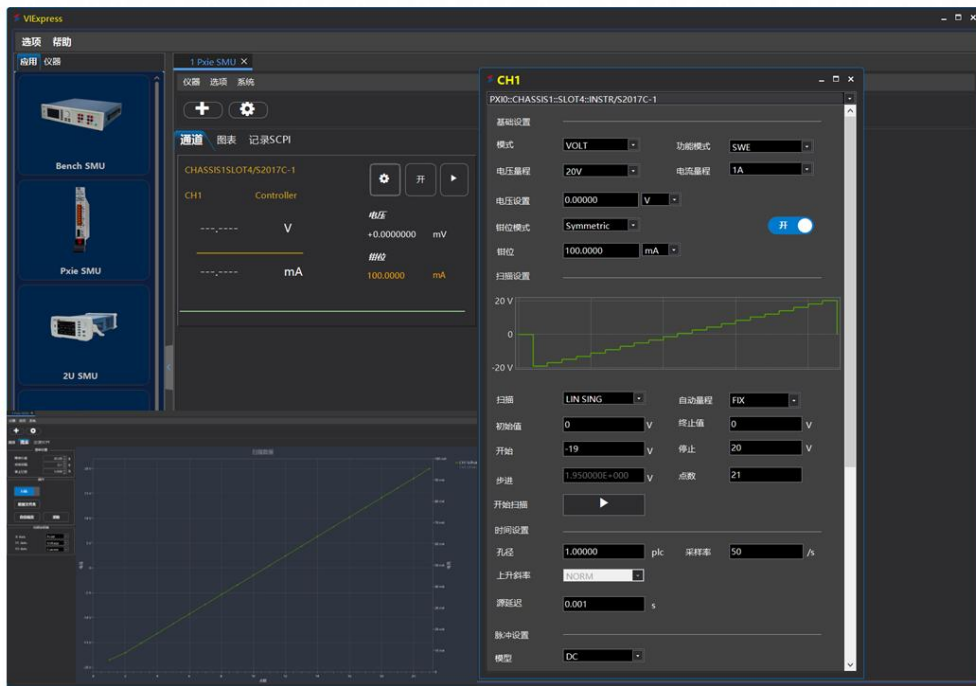 VIExpress
选项 帮助
应用 仪器
Bench SMU
Pxie SMU
2U SMU
1 Pxie SMU ×
仪器 选项 系统
通道 图表 记录SCPI
CHASSIS1SLOT4/S2017C-1
CH1 Controller
开
---.---- V
---.---- mA
电压
+0.0000000 mV
钳位
100.0000 mA
CH1
PXI0::CHASSIS1::SLOT4::INSTR/S2017C-1
基础设置
模式 VOLT 功能模式 SWE
电压量程 20V 电流量程 1A
电压设置 0.00000 V
钳位模式 Symmetric 开
钳位 100.0000 mA
扫描设置
20 V
0
-20 V
扫描 LIN SING 自动量程 FIX
初始值 0 V 终止值 0 V
开始 -19 V 停止 20 V
步进 1.950000E+000 V 点数 21
开始扫描
时间设置
孔径 1.00000 plc 采样率 50 /s
上升斜率 NORM
源延迟 0.001 s
脉冲设置
模型 DC
扫描数据